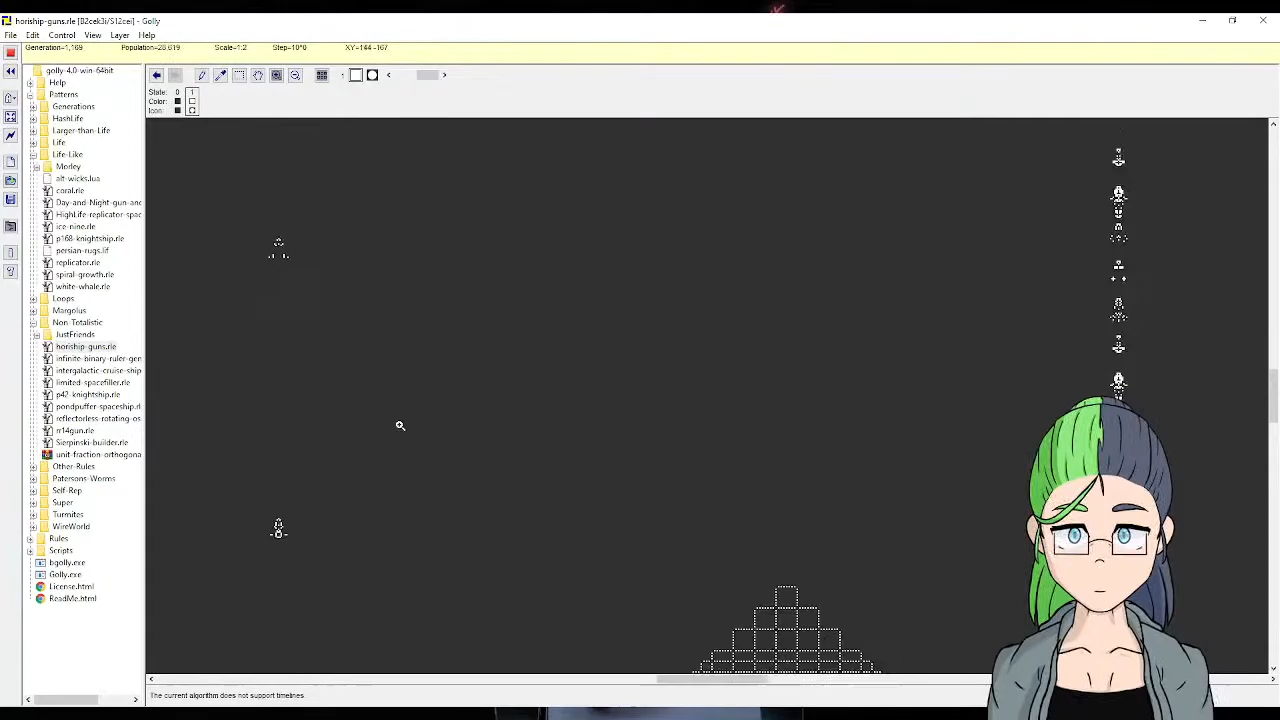 horiship-guns.rle [B2cek3i/S12cei] - Golly
File Edit Control View Layer Help
Generation=1,169 Population=28,619 Scale=1:2 Step=10^0 XY=144 -167
golly-4.0-win-64bit
Help
Patterns
Generations
HashLife
Larger-than-Life
Life
Life-Like
Morley
alt-wicks.lua
coral.rle
Day-and-Night-gun-and
HighLife-replicator-spac
ice-nine.rle
p168-knightship.rle
persian-rugs.lif
replicator.rle
spiral-growth.rle
white-whale.rle
Loops
Margolus
Non-Totalistic
JustFriends
horiship-guns.rle
infinite-binary-ruler-gen
intergalactic-cruise-ship
limited-spacefiller.rle
p42-knightship.rle
pondpuffer-spaceship.rl
reflectorless-rotating-os
rr14gun.rle
Sierpinski-builder.rle
unit-fraction-orthogona
Other-Rules
Patersons-Worms
Self-Rep
Super
Turmites
WireWorld
Rules
Scripts
bgolly.exe
Golly.exe
License.html
ReadMe.html
State: 0 1
Color:
Icon:
The current algorithm does not support timelines.